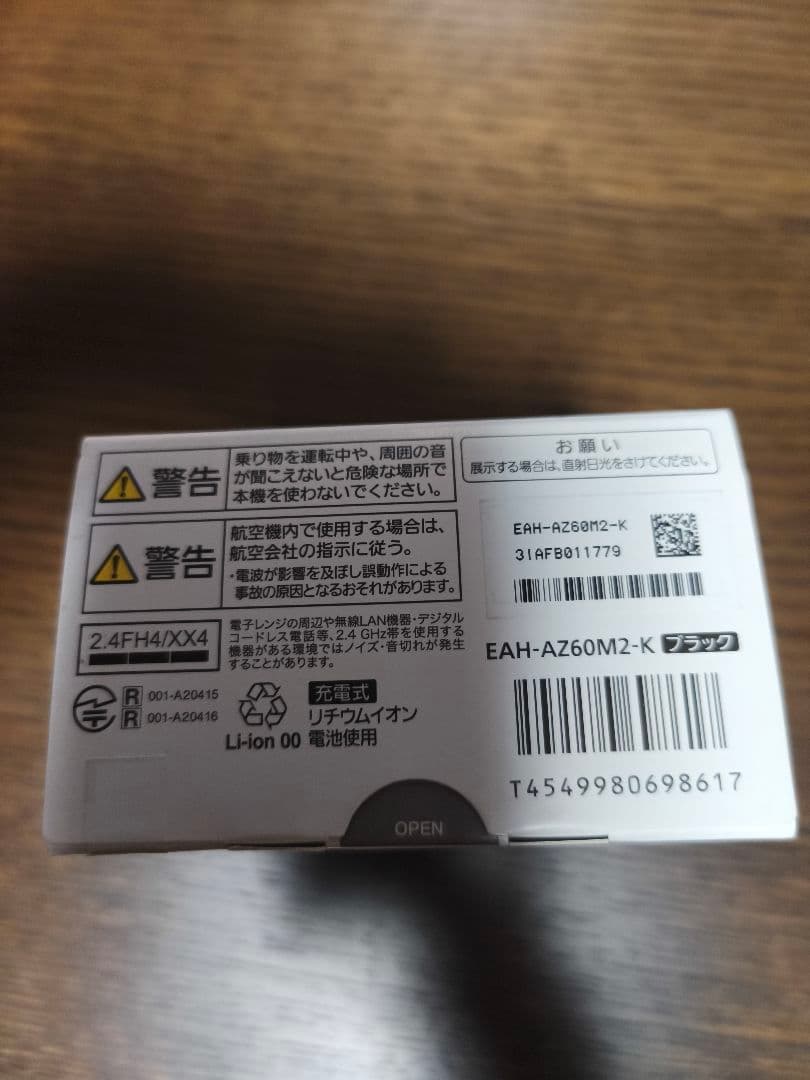 警告
乗り物を運転中や、周囲の音
が聞こえないと危険な場所で
本機を使わないでください。
警告
航空機内で使用する場合は、
航空会社の指示に従う。
・電波が影響を及ぼし誤動作による
事故の原因となるおそれがあります。
2.4FH4/XX4
電子レンジの周辺や無線LAN機器・デジタル
コードレス電話等、2.4 GHz帯を使用する
機器がある環境ではノイズ・音切れが発生
することがあります。
R 001-A20415
R 001-A20416
Li-ion 00
充電式
リチウムイオン
電池使用
お願い
展示する場合は、直射日光をさけてください。
EAH-AZ60M2-K
3IAFB011779
EAH-AZ60M2-K ブラック
T4549980698617
OPEN